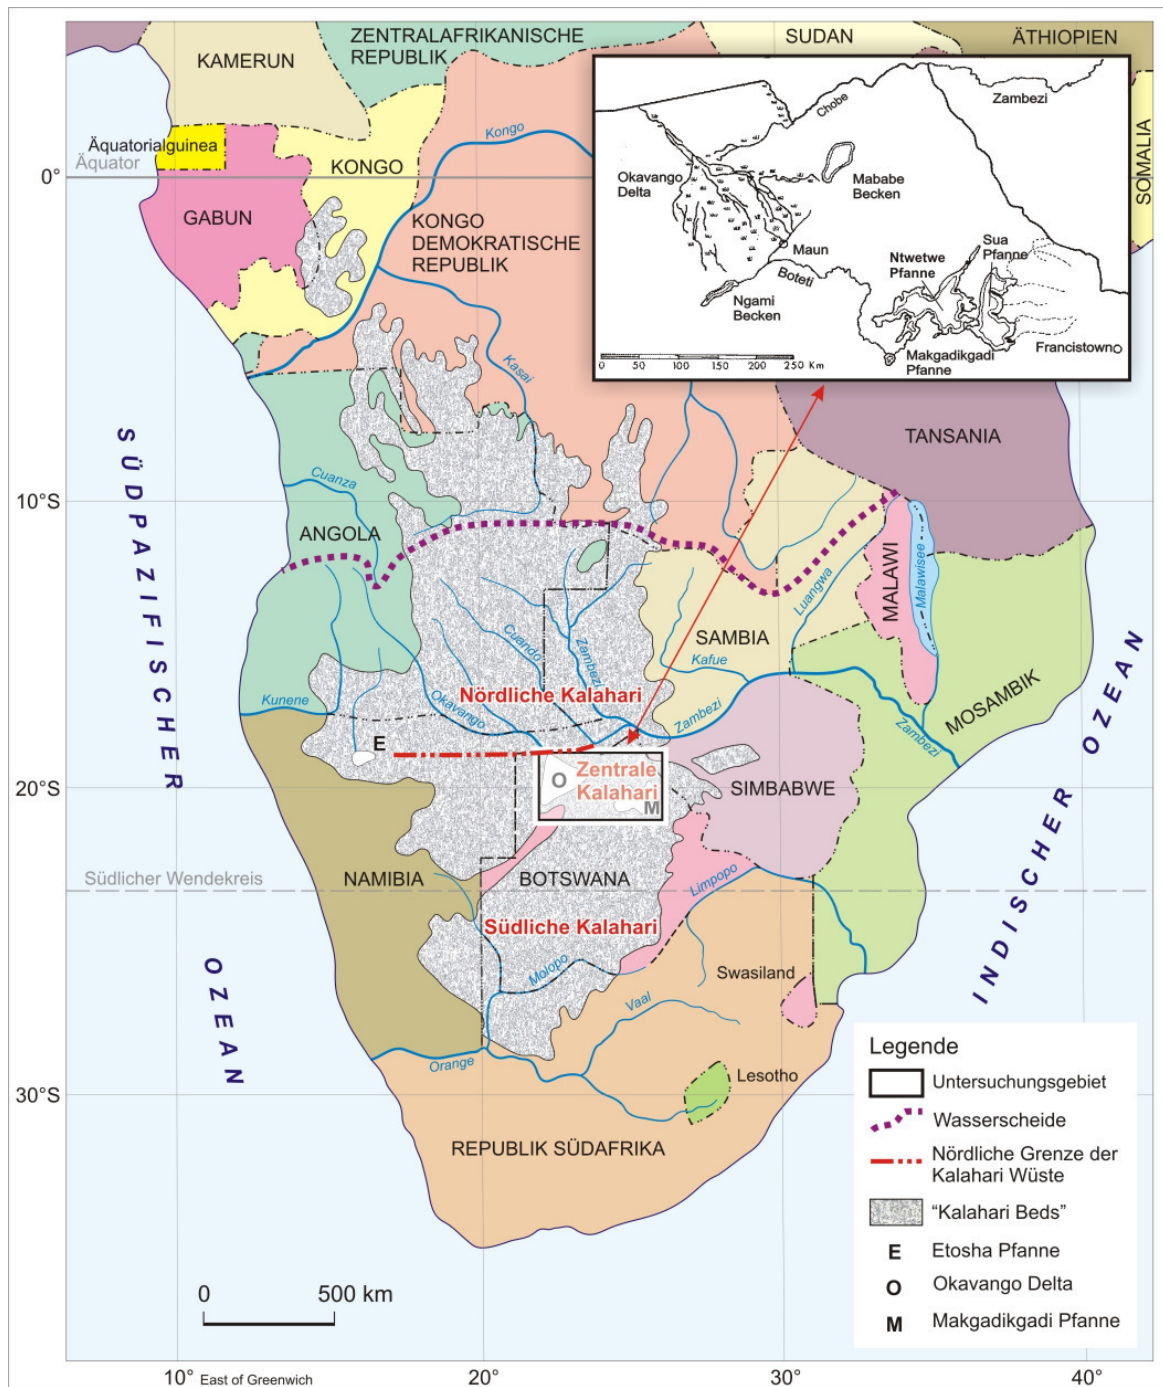 ZENTRALAFRIKANISCHE
REPUBLIK
SUDAN
ÄTHIOPIEN
KAMERUN
Äquatorialguinea
Äquator
0°
KONGO
Kongo
GABUN
KONGO
DEMOKRATISCHE
REPUBLIK
SOMALIA
Zambezi
Chobe
Okavango
Delta
Mababe
Becken
Maun
Sua
Pfanne
Ntwetwe
Pfanne
Boteti
Ngami
Becken
Francistown
Makgadikgadi
Pfanne
0 50 100 150 200 250 Km
Kasai
TANSANIA
SÜDPAZIFISCHER
OZEAN
Cuanza
10°S
ANGOLA
MALAWI
Malawisee
Luangwa
SAMBIA
Kafue
Cuando
Zambezi
Nördliche Kalahari
Kunene
Okavango
Zambezi
MOSAMBIK
Zambezi
INDISCHER OZEAN
E
O
Zentrale
Kalahari
M
SIMBABWE
20°S
Südlicher Wendekreis
NAMIBIA
BOTSWANA
Limpopo
Südliche Kalahari
Molopo
Swasiland
Vaal
Orange
Lesotho
30°S
REPUBLIK SÜDAFRIKA
Legende
Untersuchungsgebiet
Wasserscheide
Nördliche Grenze der
Kalahari Wüste
“Kalahari Beds”
E Etosha Pfanne
O Okavango Delta
M Makgadikgadi Pfanne
0 500 km
10° East of Greenwich 20° 30° 40°